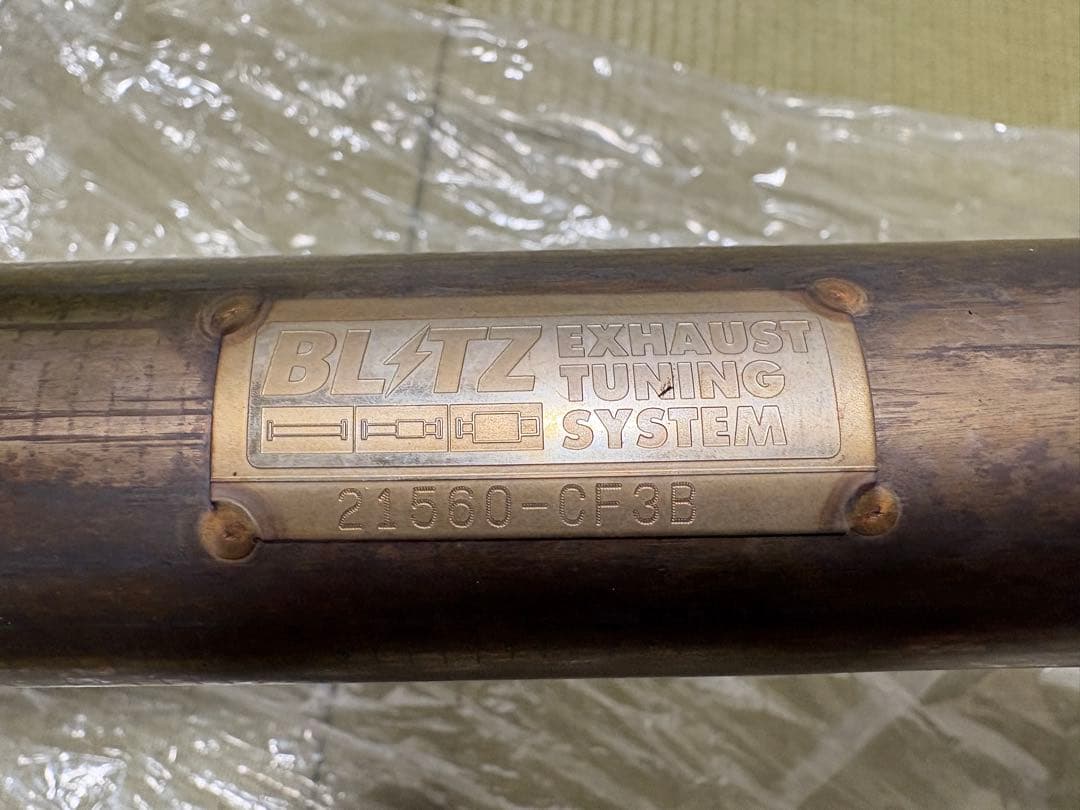 BLITZ
EXHAUST
TUNING
SYSTEM
21560-CF3B